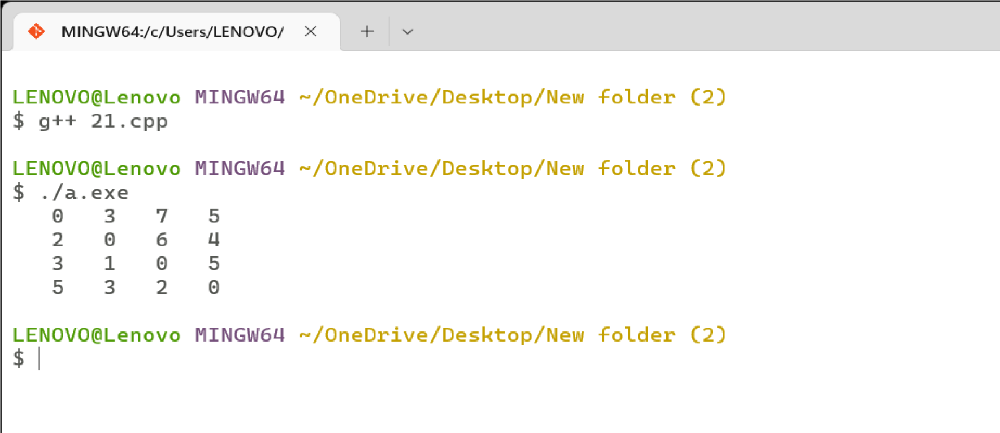 MINGW64:/c/Users/LENOVO/
LENOVO@Lenovo MINGW64 ~/OneDrive/Desktop/New folder (2)
$ g++ 21.cpp
LENOVO@Lenovo MINGW64 ~/OneDrive/Desktop/New folder (2)
$ ./a.exe
0 3 7 5
2 0 6 4
3 1 0 5
5 3 2 0
LENOVO@Lenovo MINGW64 ~/OneDrive/Desktop/New folder (2)
$